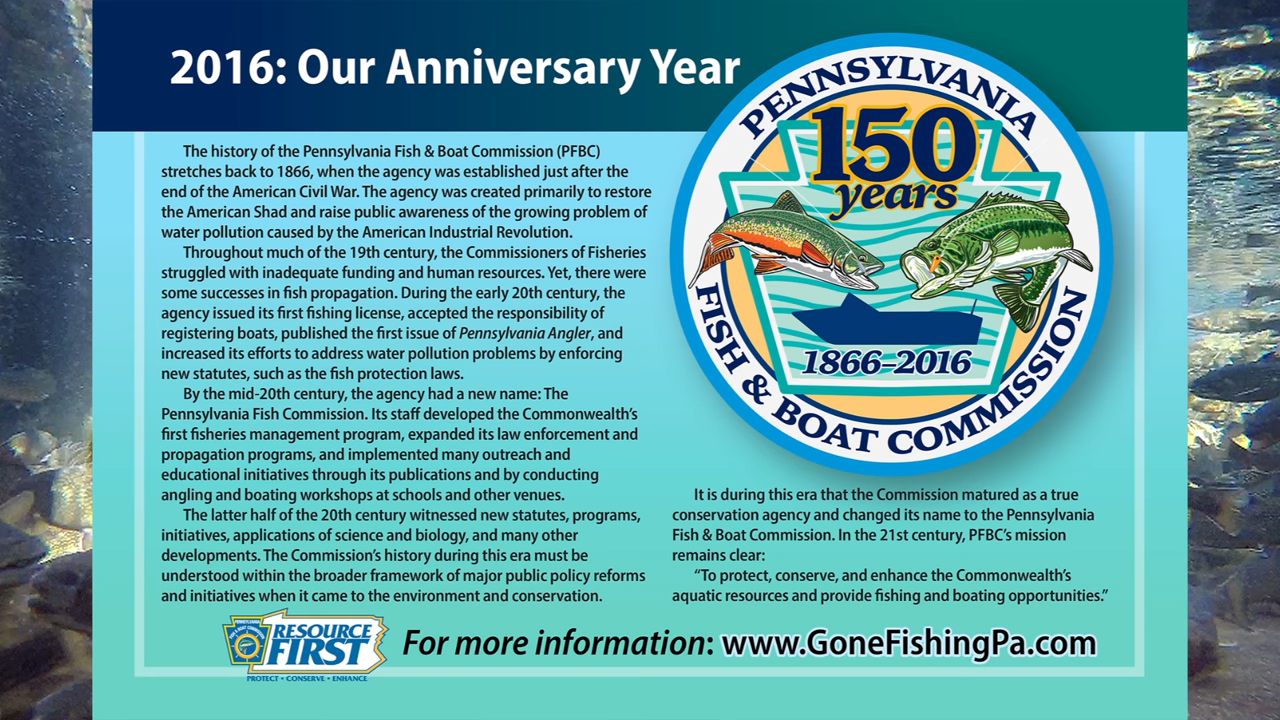 2016: Our Anniversary Year
The history of the Pennsylvania Fish & Boat Commission (PFBC)
stretches back to 1866, when the agency was established just after the
end of the American Civil War. The agency was created primarily to restore
the American Shad and raise public awareness of the growing problem of
water pollution caused by the American Industrial Revolution.
Throughout much of the 19th century, the Commissioners of Fisheries
struggled with inadequate funding and human resources. Yet, there were
some successes in fish propagation. During the early 20th century, the
agency issued its first fishing license, accepted the responsibility of
registering boats, published the first issue of Pennsylvania Angler, and
increased its efforts to address water pollution problems by enforcing
new statutes, such as the fish protection laws.
By the mid-20th century, the agency had a new name: The
Pennsylvania Fish Commission. Its staff developed the Commonwealth's
first fisheries management program, expanded its law enforcement and
propagation programs, and implemented many outreach and
educational initiatives through its publications and by conducting
angling and boating workshops at schools and other venues.
The latter half of the 20th century witnessed new statutes, programs,
initiatives, applications of science and biology, and many other
developments. The Commission's history during this era must be
understood within the broader framework of major public policy reforms
and initiatives when it came to the environment and conservation.
PENNSYLVANIA
150
years
1866–2016
FISH & BOAT COMMISSION
It is during this era that the Commission matured as a true
conservation agency and changed its name to the Pennsylvania
Fish & Boat Commission. In the 21st century, PFBC's mission
remains clear:
"To protect, conserve, and enhance the Commonwealth's
aquatic resources and provide fishing and boating opportunities."
PENNSYLVANIA
FISH & BOAT COMMISSION
RESOURCE
FIRST
PROTECT • CONSERVE • ENHANCE
For more information: www.GoneFishingPa.com